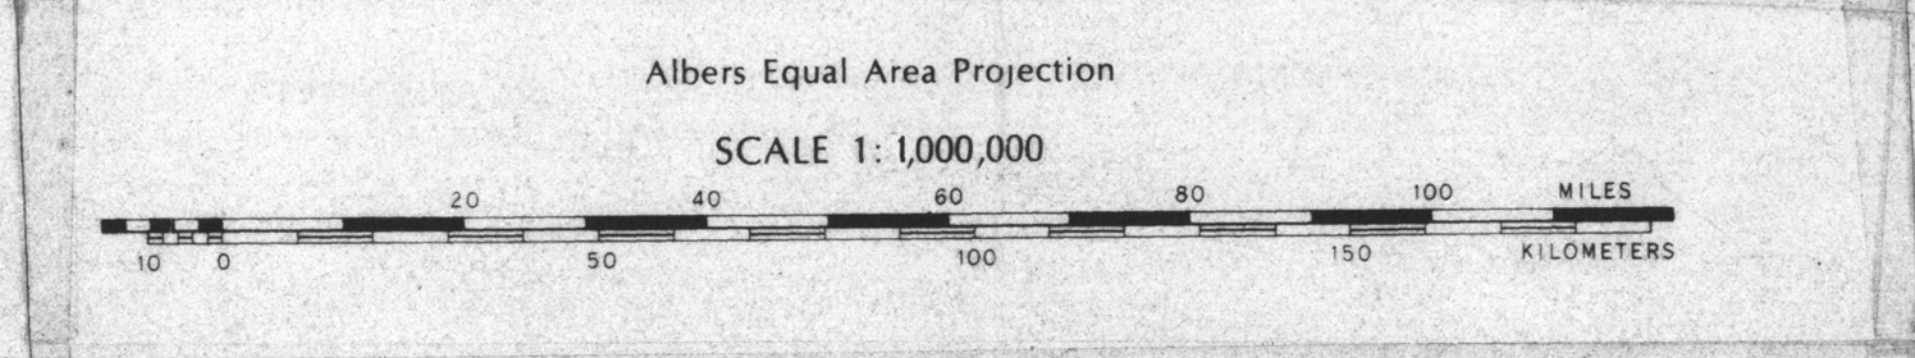 Albers Equal Area Projection
SCALE 1: 1,000,000
20 40 60 80 100 MILES
10 0 50 100 150 KILOMETERS